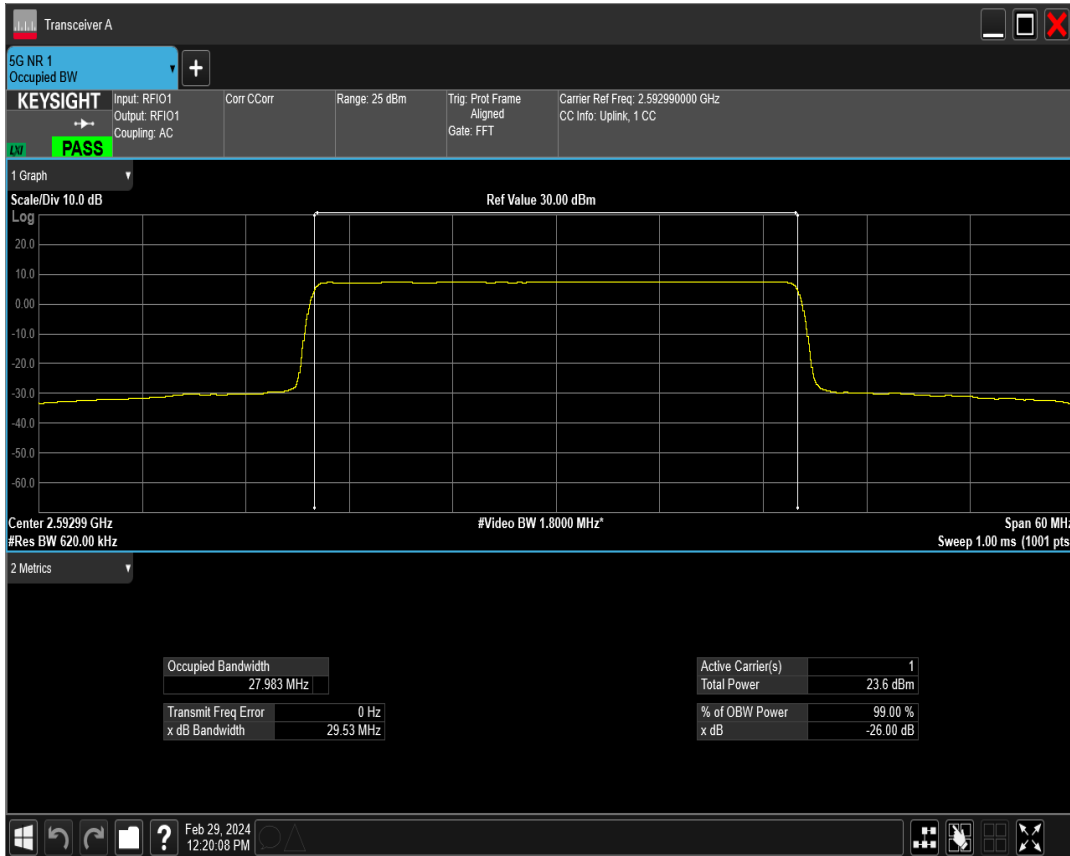 Transceiver A
5G NR 1
Occupied BW
+
KEYSIGHT
LXI
PASS
Input: RFIO1
Output: RFIO1
Coupling: AC
Corr CCorr
Range: 25 dBm
Trig: Prot Frame
Aligned
Gate: FFT
Carrier Ref Freq: 2.592990000 GHz
CC Info: Uplink, 1 CC
1 Graph
Scale/Div 10.0 dB
Ref Value 30.00 dBm
Log
20.0
10.0
0.00
-10.0
-20.0
-30.0
-40.0
-50.0
-60.0
Center 2.59299 GHz
#Video BW 1.8000 MHz*
Span 60 MHz
#Res BW 620.00 kHz
Sweep 1.00 ms (1001 pts
2 Metrics
Occupied Bandwidth
27.983 MHz
Transmit Freq Error 0 Hz
x dB Bandwidth 29.53 MHz
Active Carrier(s) 1
Total Power 23.6 dBm
% of OBW Power 99.00 %
x dB -26.00 dB
?
Feb 29, 2024
12:20:08 PM